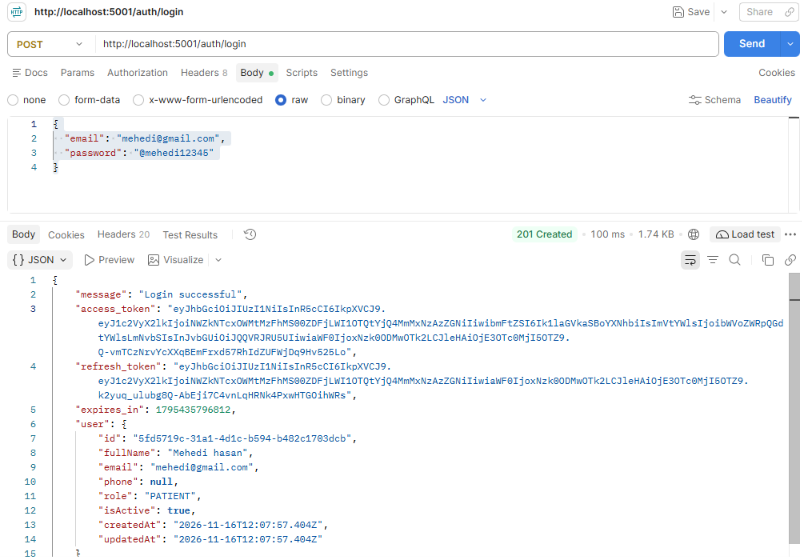 HTTP http://localhost:5001/auth/login Save Share
POST http://localhost:5001/auth/login Send
Docs Params Authorization Headers 8 Body Scripts Settings Cookies
none form-data x-www-form-urlencoded raw binary GraphQL JSON Schema Beautify
1 {
2 "email": "mehedi@gmail.com",
3 "password": "@mehedi12345"
4 }
Body Cookies Headers 20 Test Results 201 Created 100 ms 1.74 KB Load test
{} JSON Preview Visualize
1 {
2 "message": "Login successful",
3 "access_token": "eyJhbGciOiJIUzI1NiIsInR5cCI6IkpXVCJ9.
4 "refresh_token": "eyJhbGciOiJIUzI1NiIsInR5cCI6IkpXVCJ9.
5 "expires_in": 1795435796812,
6 "user": {
7 "id": "5fd5719c-31a1-4d1c-b594-b482c1703dcb",
8 "fullName": "Mehedi hasan",
9 "email": "mehedi@gmail.com",
10 "phone": null,
11 "role": "PATIENT",
12 "isActive": true,
13 "createdAt": "2026-11-16T12:07:57.404Z",
14 "updatedAt": "2026-11-16T12:07:57.404Z"
15 }